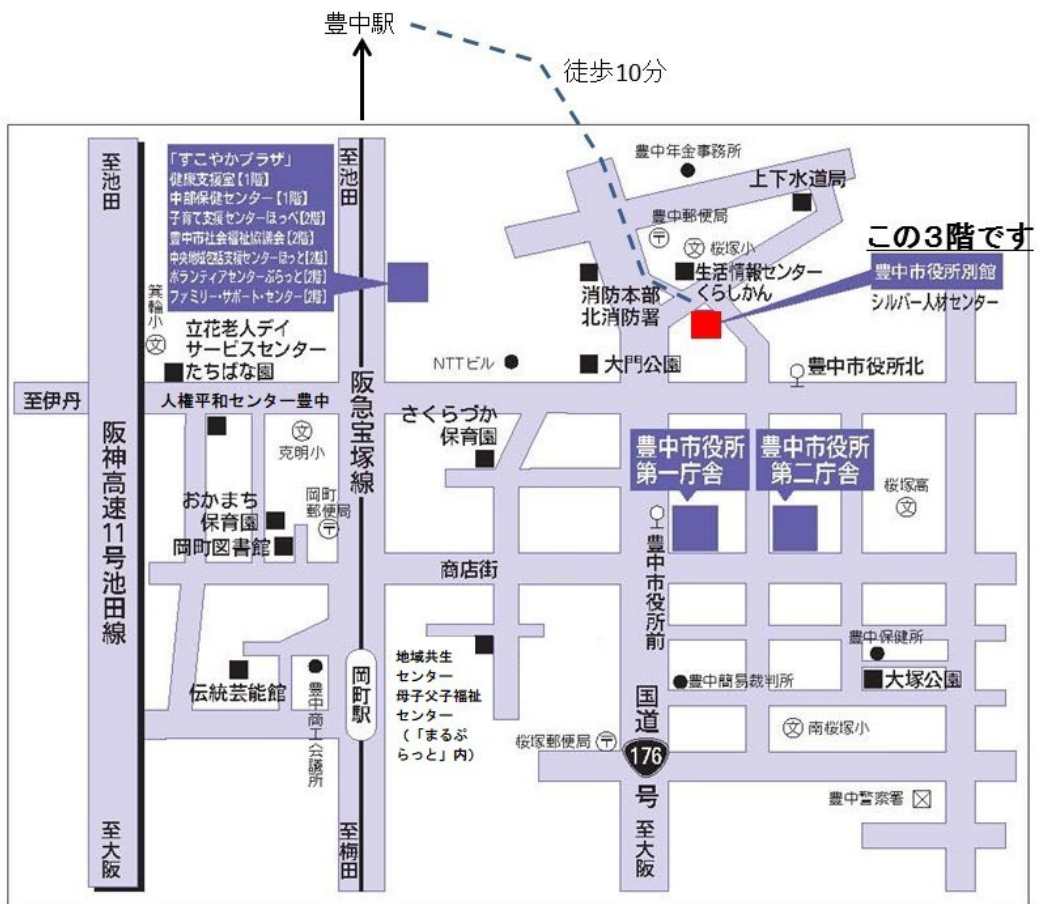 豊中駅
徒歩10分
至池田
「すこやかプラザ」
健康支援室【1階】
中部保健センター【1階】
子育て支援センターほっぺ【2階】
豊中市社会福祉協議会【2階】
中央地域包括支援センターほっと【2階】
ボランティアセンターぷらっと【2階】
ファミリー・サポート・センター【2階】
至池田
豊中年金事務所
上下水道局
豊中郵便局
文
桜塚小
この3階です
豊中市役所別館
シルバー人材センター
生活情報センター
くらしかん
消防本部
北消防署
箕輪小
文
立花老人デイ
サービスセンター
たちばな園
NTTビル
大門公園
豊中市役所北
至伊丹
人権平和センター豊中
阪急宝塚線
さくらづか
保育園
文
克明小
豊中市役所
第一庁舎
豊中市役所
第二庁舎
阪神高速11号池田線
おかまち
保育園
岡町
郵便局
岡町図書館
桜塚高
文
商店街
豊中市役所前
豊中保健所
地域共生
センター
母子父子福祉
センター
(「まるぷ
らっと」内)
岡町駅
伝統芸能館
豊中商工会議所
豊中簡易裁判所
大塚公園
国道
176
号
桜塚郵便局
文
南桜塚小
豊中警察署
至大阪
至梅田
至大阪